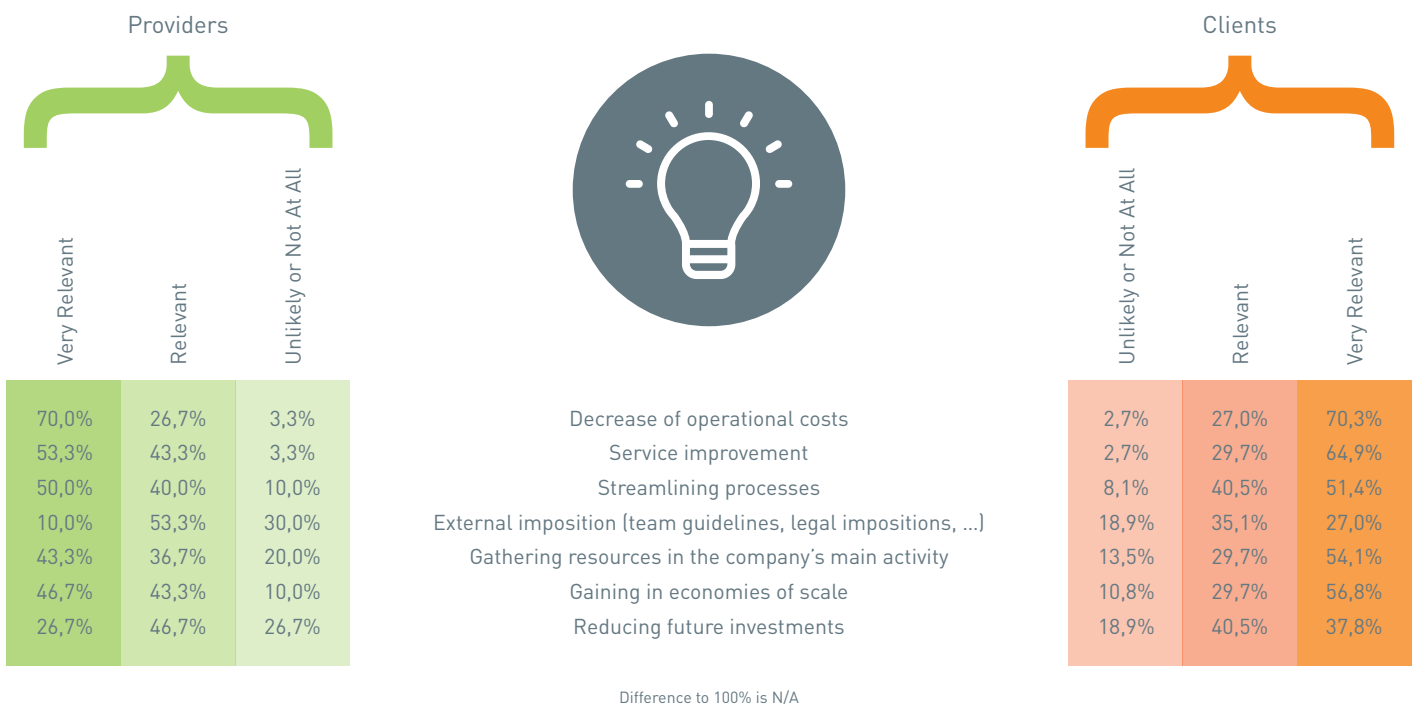 Providers
Clients
Very Relevant
Relevant
Unlikely or Not At All
Unlikely or Not At All
Relevant
Very Relevant
70,0% 26,7% 3,3% Decrease of operational costs 2,7% 27,0% 70,3%
53,3% 43,3% 3,3% Service improvement 2,7% 29,7% 64,9%
50,0% 40,0% 10,0% Streamlining processes 8,1% 40,5% 51,4%
10,0% 53,3% 30,0% External imposition (team guidelines, legal impositions, ...) 18,9% 35,1% 27,0%
43,3% 36,7% 20,0% Gathering resources in the company's main activity 13,5% 29,7% 54,1%
46,7% 43,3% 10,0% Gaining in economies of scale 10,8% 29,7% 56,8%
26,7% 46,7% 26,7% Reducing future investments 18,9% 40,5% 37,8%
Difference to 100% is N/A